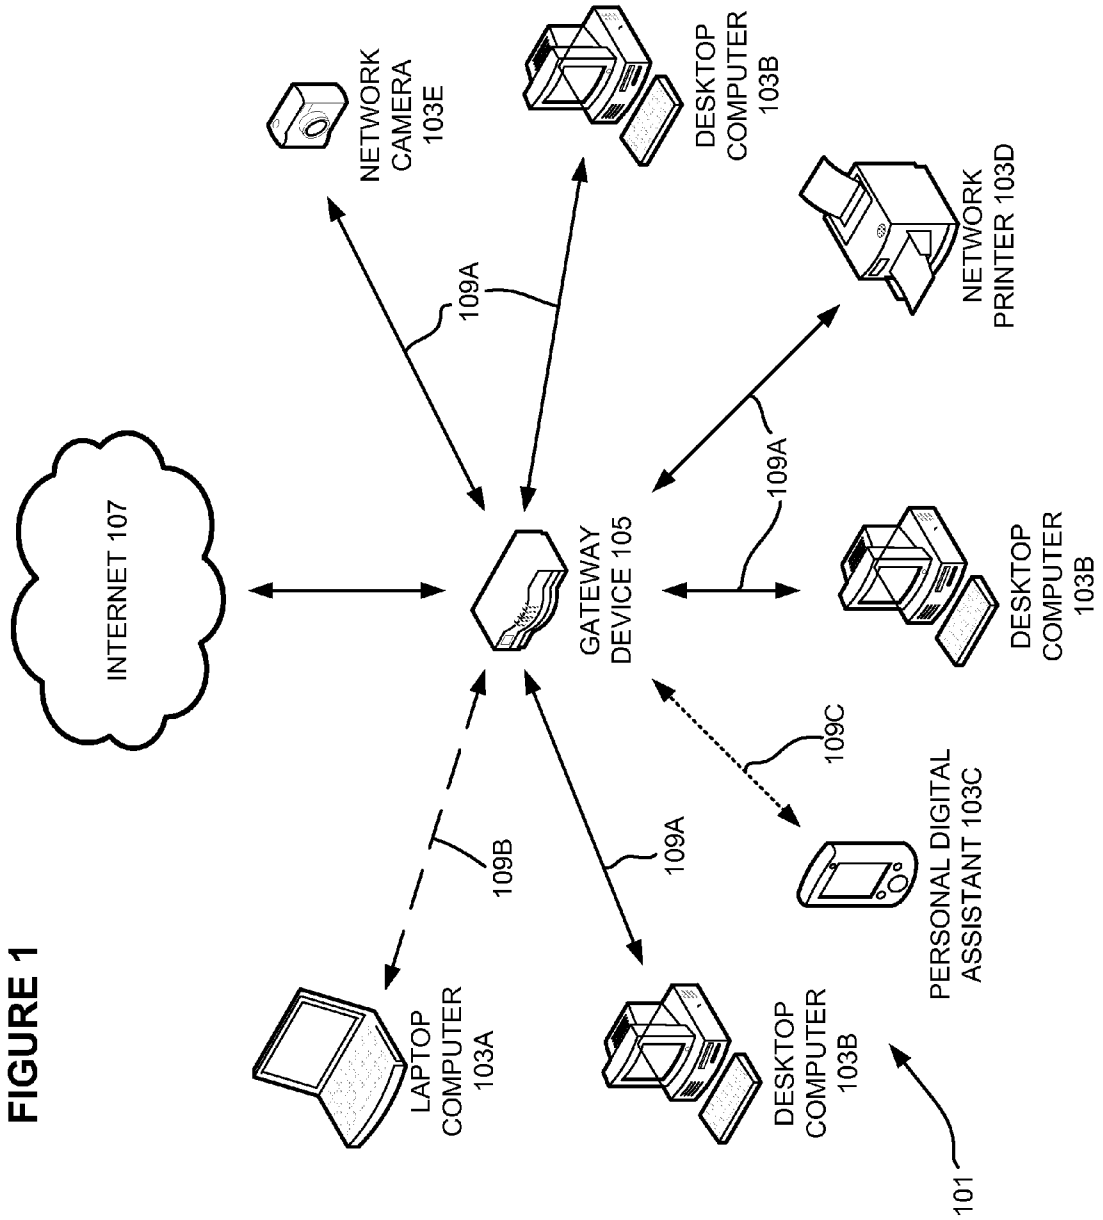 FIGURE 1
INTERNET 107
LAPTOP
COMPUTER
103A
109B
GATEWAY
DEVICE 105
109A
NETWORK
CAMERA
103E
DESKTOP
COMPUTER
103B
109A
109A
109C
NETWORK
PRINTER 103D
DESKTOP
COMPUTER
103B
PERSONAL DIGITAL
ASSISTANT 103C
DESKTOP
COMPUTER
103B
101